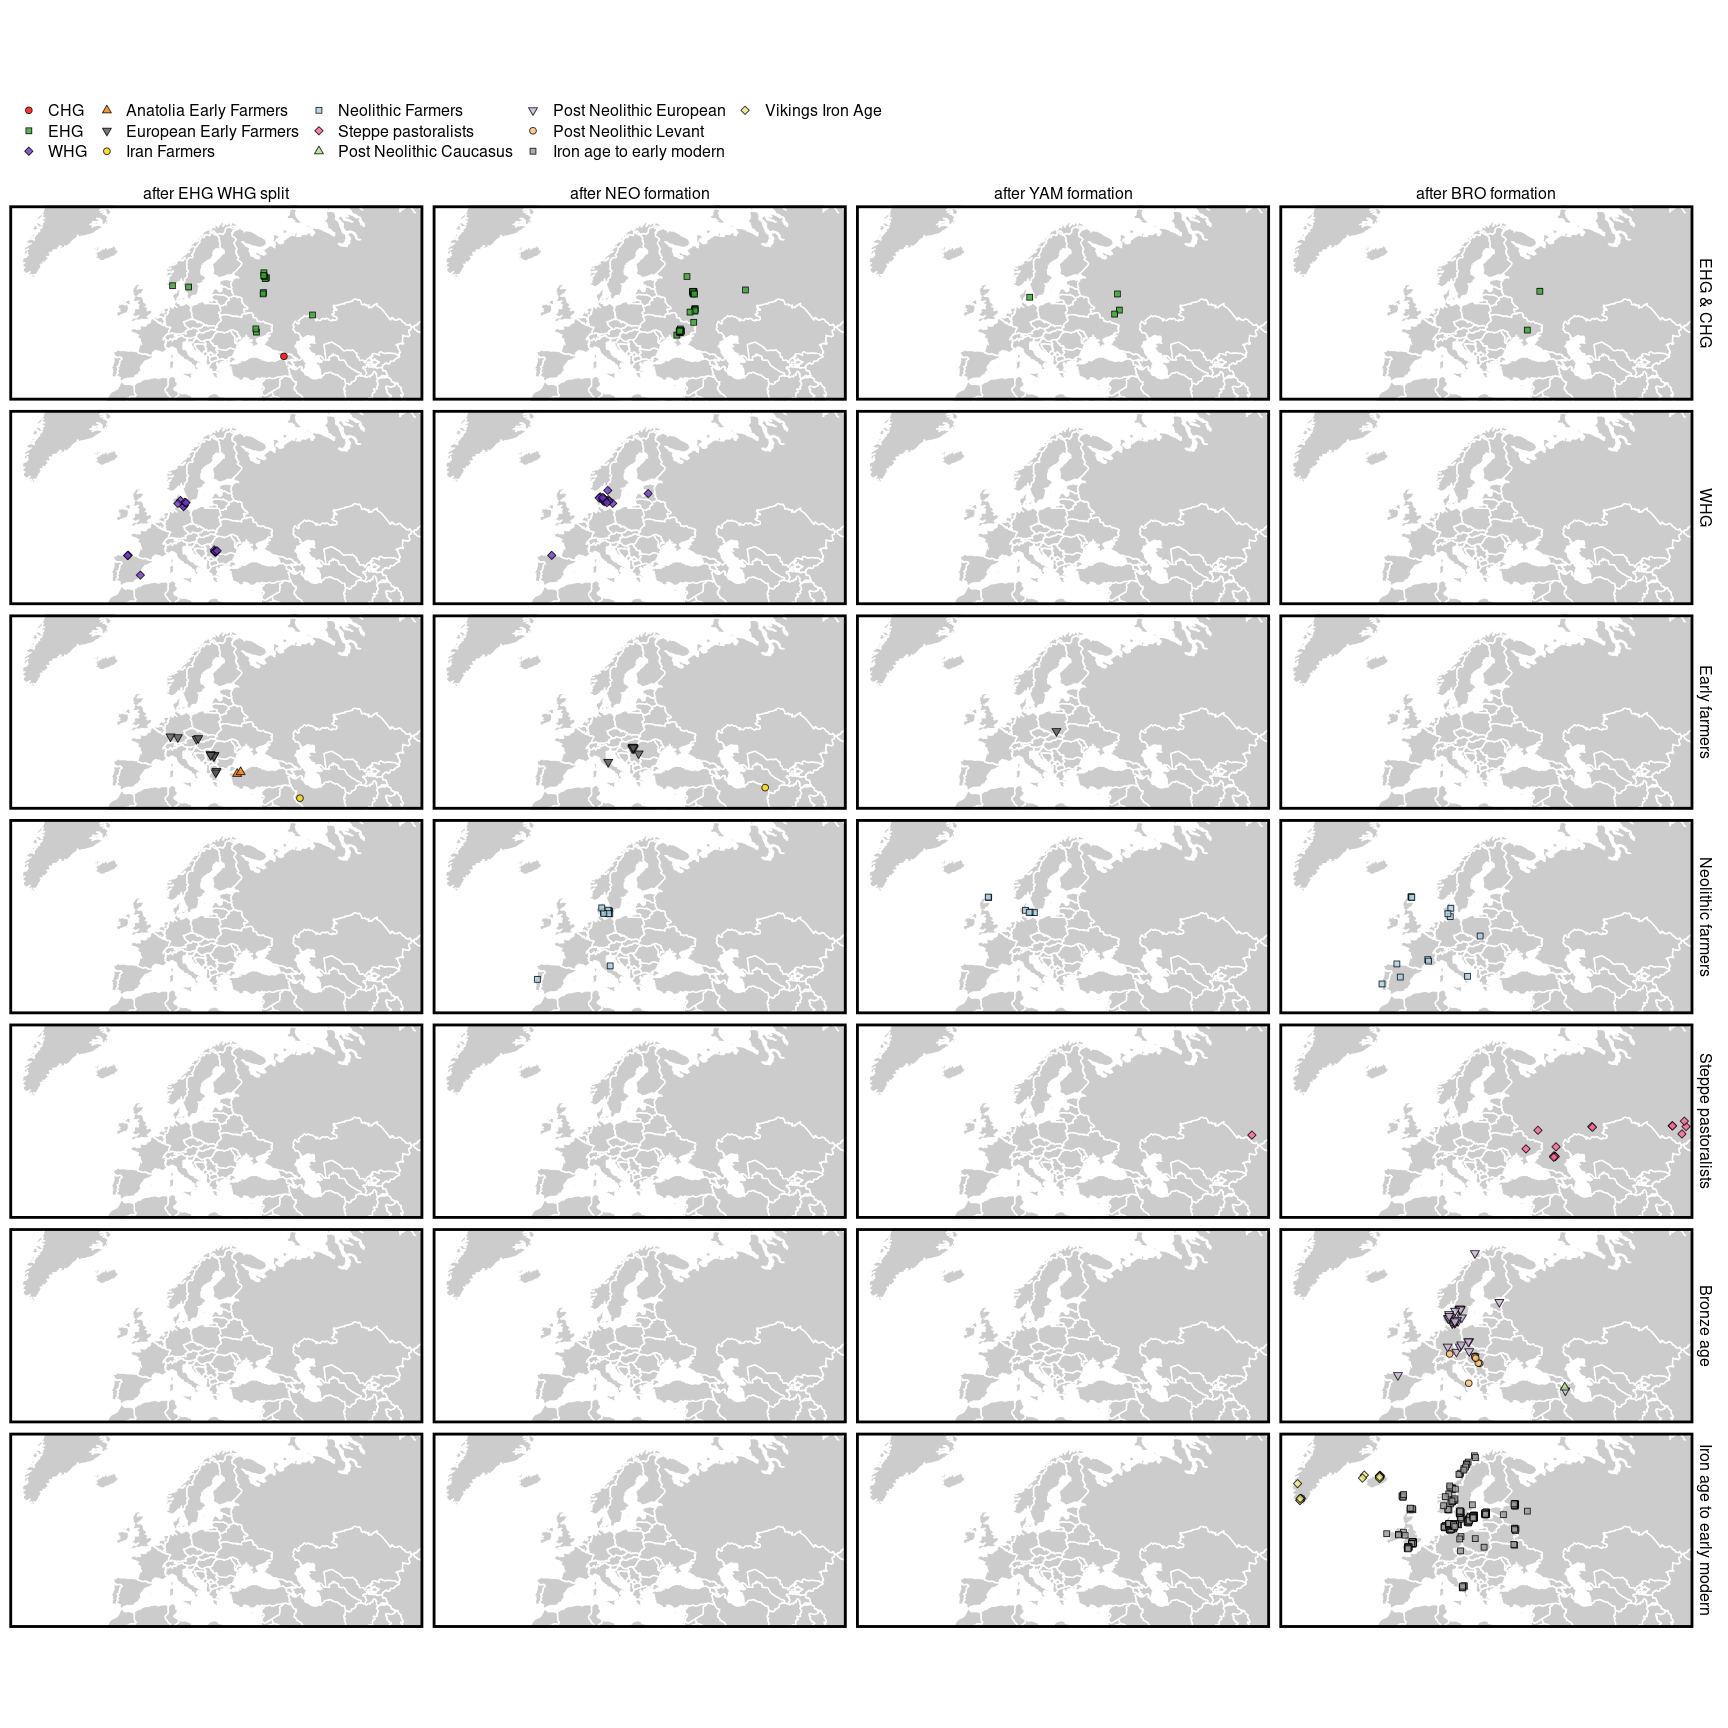 CHG Anatolia Early Farmers Neolithic Farmers Post Neolithic European Vikings Iron Age
EHG European Early Farmers Steppe pastoralists Post Neolithic Levant
WHG Iran Farmers Post Neolithic Caucasus Iron age to early modern
after EHG WHG split after NEO formation after YAM formation after BRO formation
EHG & CHG
WHG
Early farmers
Neolithic farmers
Steppe pastoralists
Bronze age
Iron age to early modern